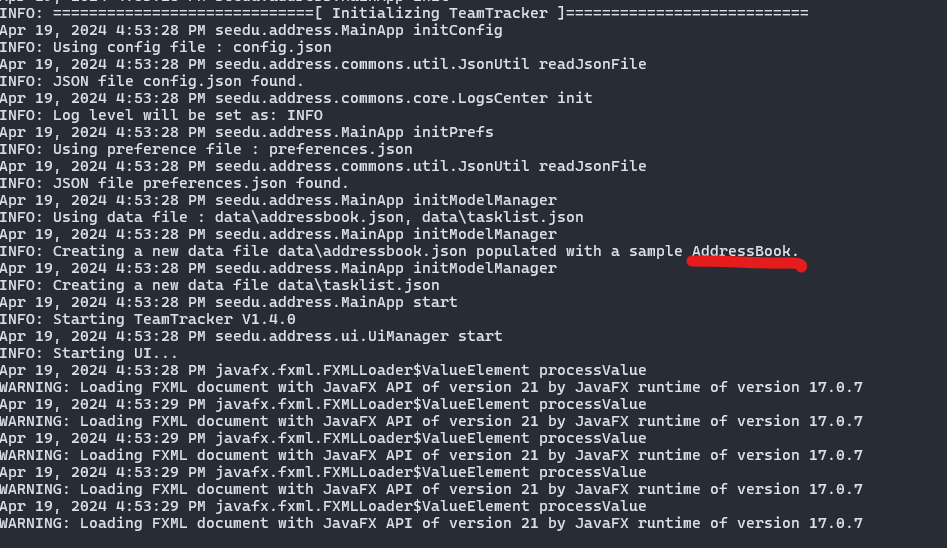 INFO: =============================[ Initializing TeamTracker ]===========================
Apr 19, 2024 4:53:28 PM seedu.address.MainApp initConfig
INFO: Using config file : config.json
Apr 19, 2024 4:53:28 PM seedu.address.commons.util.JsonUtil readJsonFile
INFO: JSON file config.json found.
Apr 19, 2024 4:53:28 PM seedu.address.commons.core.LogsCenter init
INFO: Log level will be set as: INFO
Apr 19, 2024 4:53:28 PM seedu.address.MainApp initPrefs
INFO: Using preference file : preferences.json
Apr 19, 2024 4:53:28 PM seedu.address.commons.util.JsonUtil readJsonFile
INFO: JSON file preferences.json found.
Apr 19, 2024 4:53:28 PM seedu.address.MainApp initModelManager
INFO: Using data file : data\addressbook.json, data\tasklist.json
Apr 19, 2024 4:53:28 PM seedu.address.MainApp initModelManager
INFO: Creating a new data file data\addressbook.json populated with a sample AddressBook.
Apr 19, 2024 4:53:28 PM seedu.address.MainApp initModelManager
INFO: Creating a new data file data\tasklist.json
Apr 19, 2024 4:53:28 PM seedu.address.MainApp start
INFO: Starting TeamTracker V1.4.0
Apr 19, 2024 4:53:28 PM seedu.address.ui.UiManager start
INFO: Starting UI...
Apr 19, 2024 4:53:28 PM javafx.fxml.FXMLLoader$ValueElement processValue
WARNING: Loading FXML document with JavaFX API of version 21 by JavaFX runtime of version 17.0.7
Apr 19, 2024 4:53:29 PM javafx.fxml.FXMLLoader$ValueElement processValue
WARNING: Loading FXML document with JavaFX API of version 21 by JavaFX runtime of version 17.0.7
Apr 19, 2024 4:53:29 PM javafx.fxml.FXMLLoader$ValueElement processValue
WARNING: Loading FXML document with JavaFX API of version 21 by JavaFX runtime of version 17.0.7
Apr 19, 2024 4:53:29 PM javafx.fxml.FXMLLoader$ValueElement processValue
WARNING: Loading FXML document with JavaFX API of version 21 by JavaFX runtime of version 17.0.7
Apr 19, 2024 4:53:29 PM javafx.fxml.FXMLLoader$ValueElement processValue
WARNING: Loading FXML document with JavaFX API of version 21 by JavaFX runtime of version 17.0.7